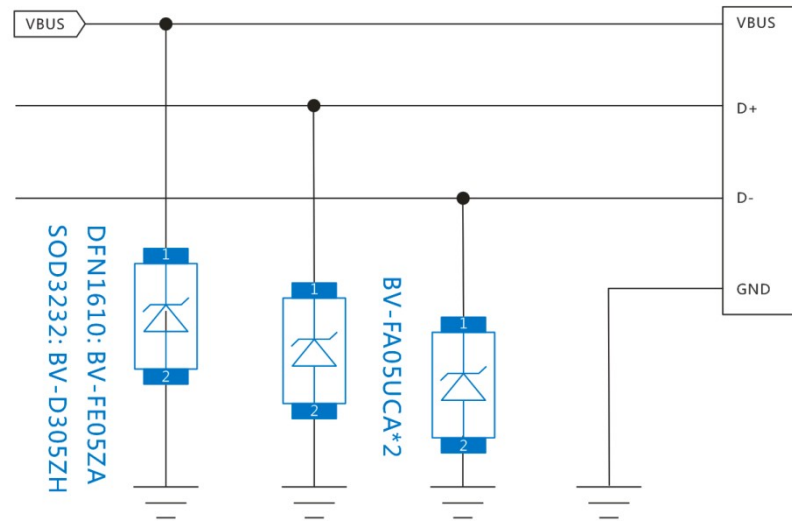 VBUS
VBUS
D+
D-
GND
DFN1610: BV-FE05ZA
SOD3232: BV-D305ZH
1
2
1
2
BV-FA05UCA*2
1
2